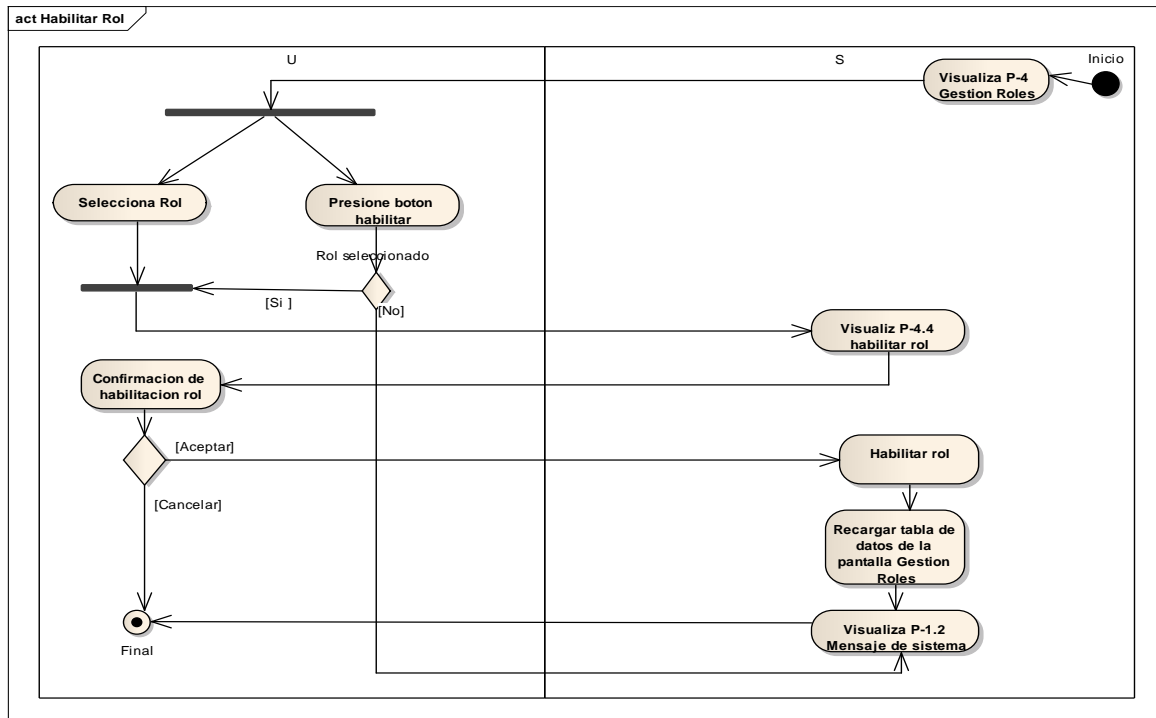 act Habilitar Rol
U
S
Inicio
Visualiza P-4
Gestion Roles
Selecciona Rol
Presione boton
habilitar
Rol seleccionado
[Si ]
[No]
Visualiz P-4.4
habilitar rol
Confirmacion de
habilitacion rol
[Aceptar]
Habilitar rol
[Cancelar]
Recargar tabla de
datos de la
pantalla Gestion
Roles
Visualiza P-1.2
Mensaje de sistema
Final